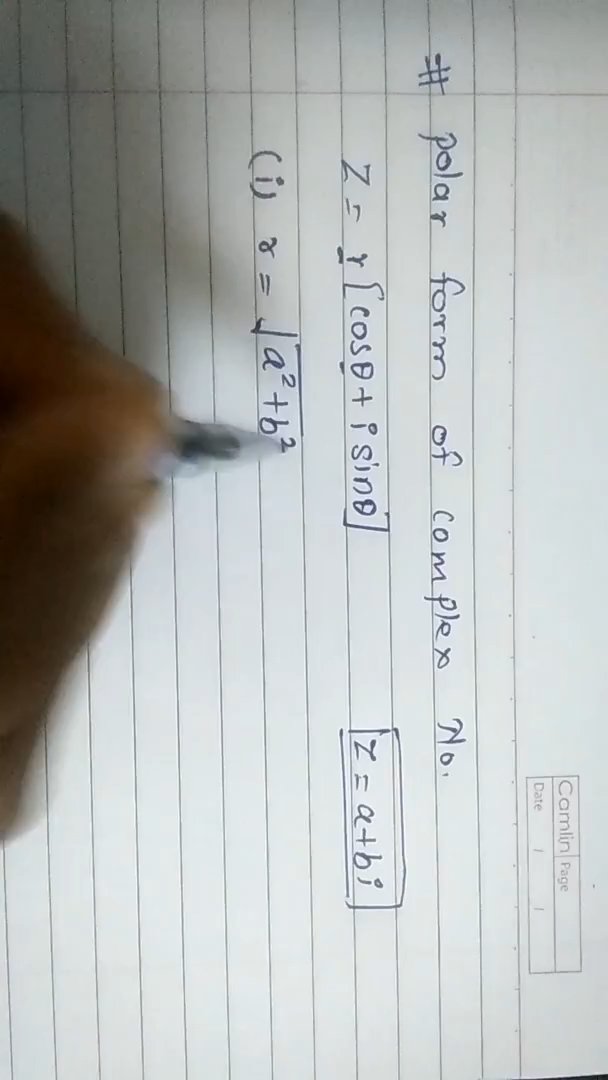 Camlin Page
Date / /
# polar form of complex No.
z = r [cosθ + i sinθ] z = a+bi
(i) r = √a²+b²